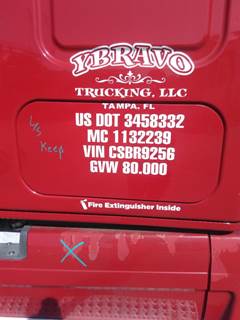 YBRAVO
TRUCKING, LLC
TAMPA, FL
US DOT 3458332
MC 1132239
VIN CSBR9256
GVW 80.000
L/S
Keep
Fire Extinguisher Inside
X